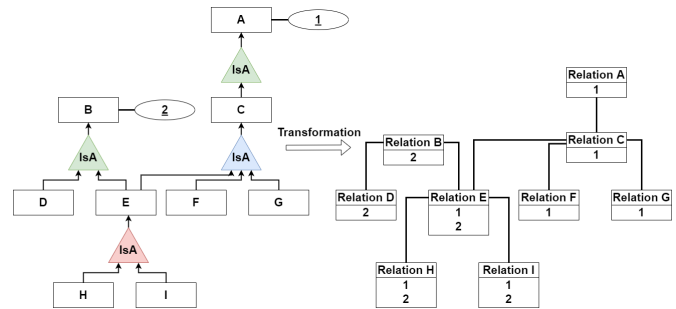 A
1
IsA
B
2
C
IsA
IsA
D
E
F
G
IsA
H
I
Transformation
Relation A
1
Relation B
2
Relation C
1
Relation D
2
Relation E
1
2
Relation F
1
Relation G
1
Relation H
1
2
Relation I
1
2